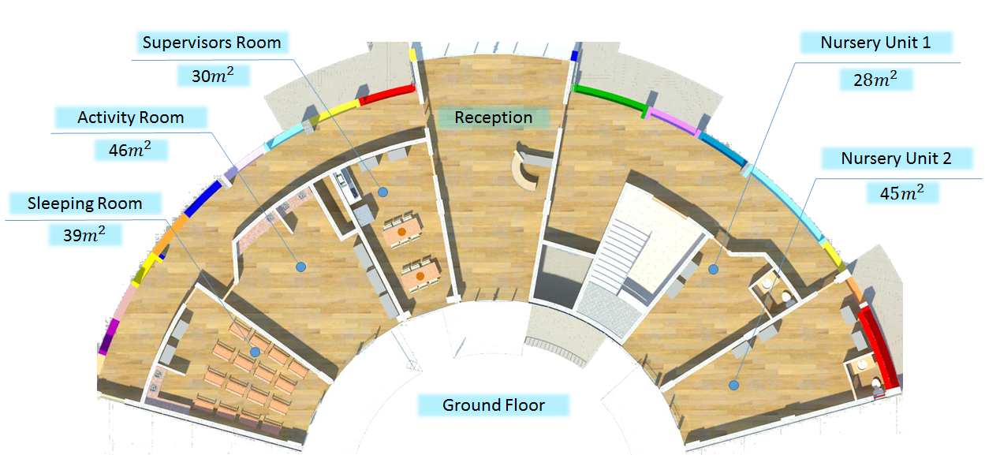 Supervisors Room
30m²
Activity Room
46m²
Sleeping Room
39m²
Reception
Nursery Unit 1
28m²
Nursery Unit 2
45m²
Ground Floor